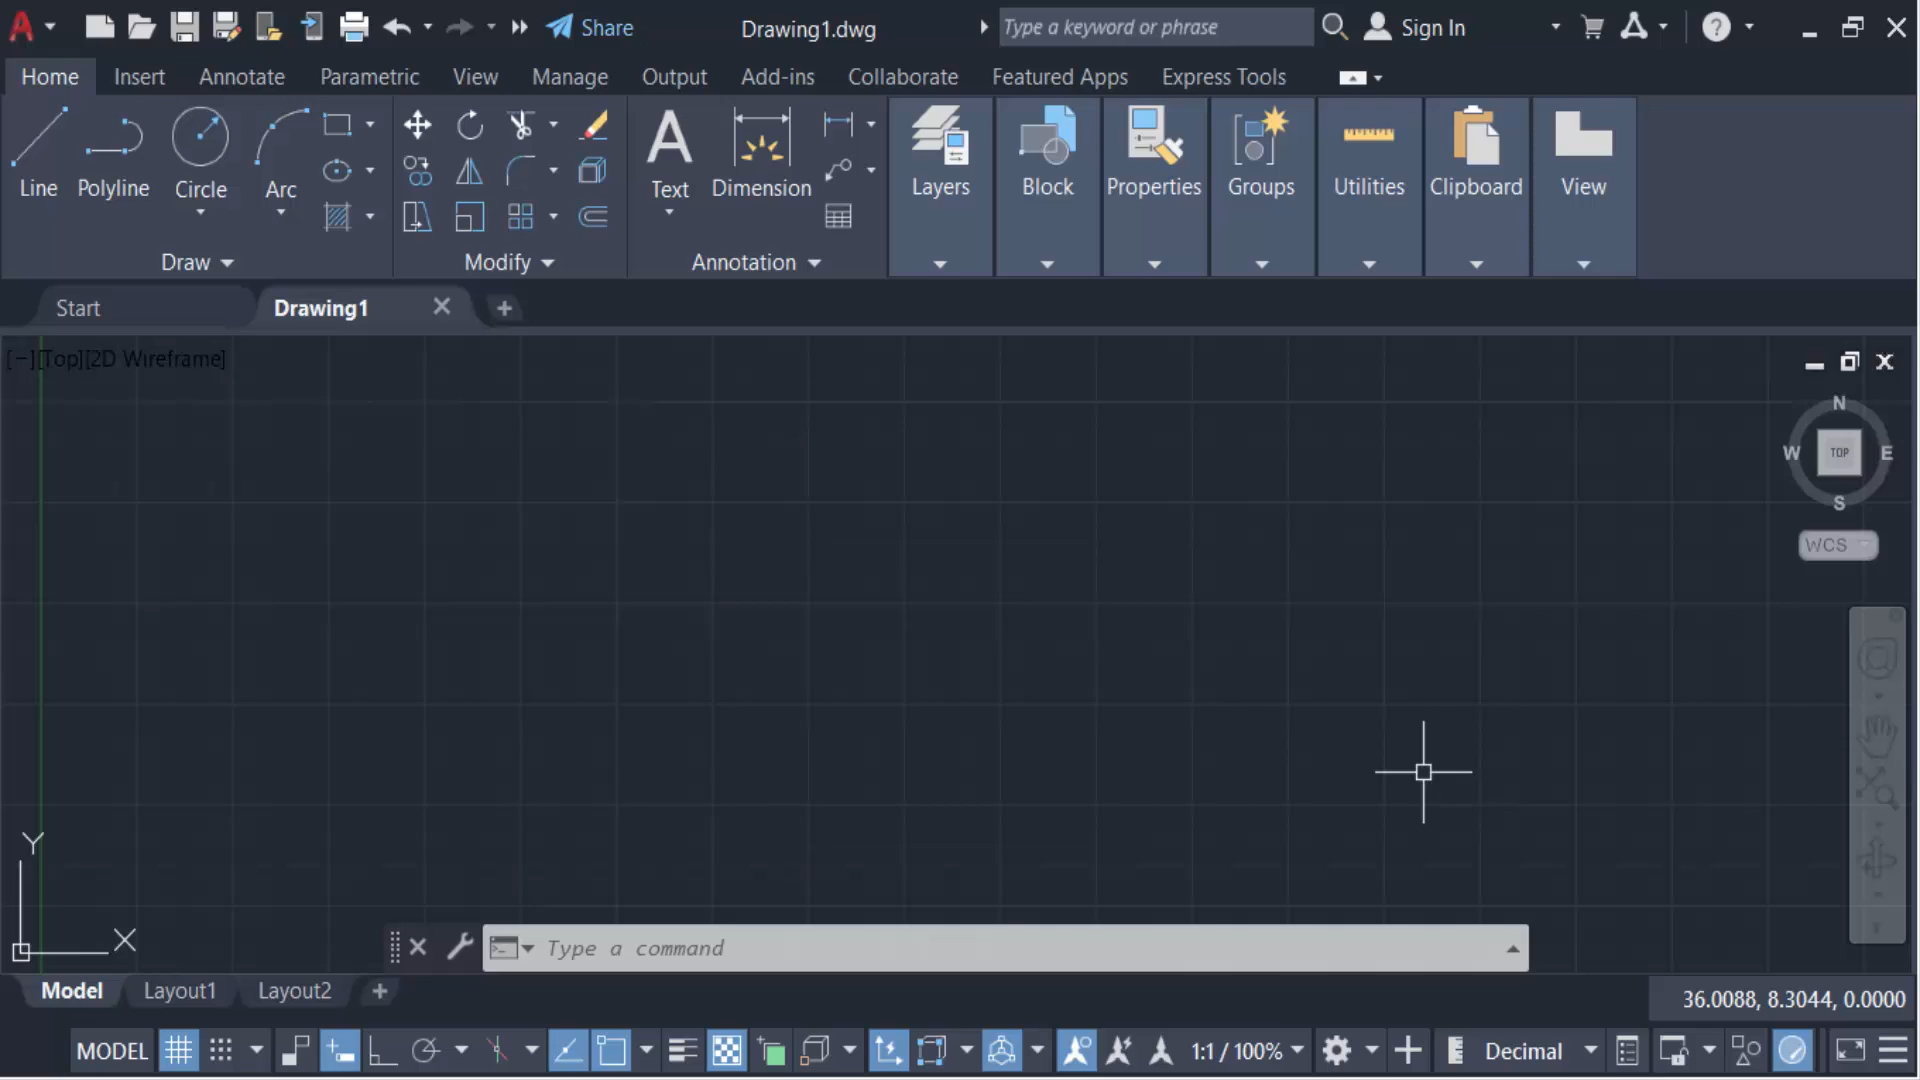 Share
Drawing1.dwg
Type a keyword or phrase
Sign In
Home Insert Annotate Parametric View Manage Output Add-ins Collaborate Featured Apps Express Tools
Line Polyline Circle Arc
Text Dimension
Layers Block Properties Groups Utilities Clipboard View
Draw Modify Annotation
Start Drawing1
[−][Top][2D Wireframe]
N
W TOP E
S
WCS
Y
X
Type a command
Model Layout1 Layout2
36.0088, 8.3044, 0.0000
MODEL 1:1 / 100% Decimal